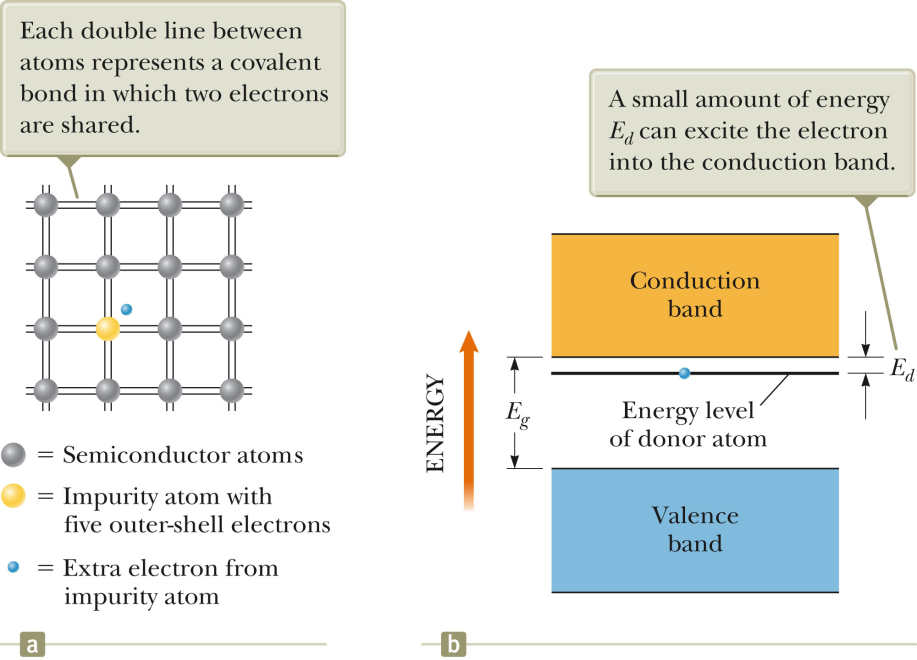 Each double line between
atoms represents a covalent
bond in which two electrons
are shared.
= Semiconductor atoms
= Impurity atom with
five outer-shell electrons
= Extra electron from
impurity atom
a
A small amount of energy
E_d can excite the electron
into the conduction band.
Conduction
band
ENERGY
E_g
E_d
Energy level
of donor atom
Valence
band
b